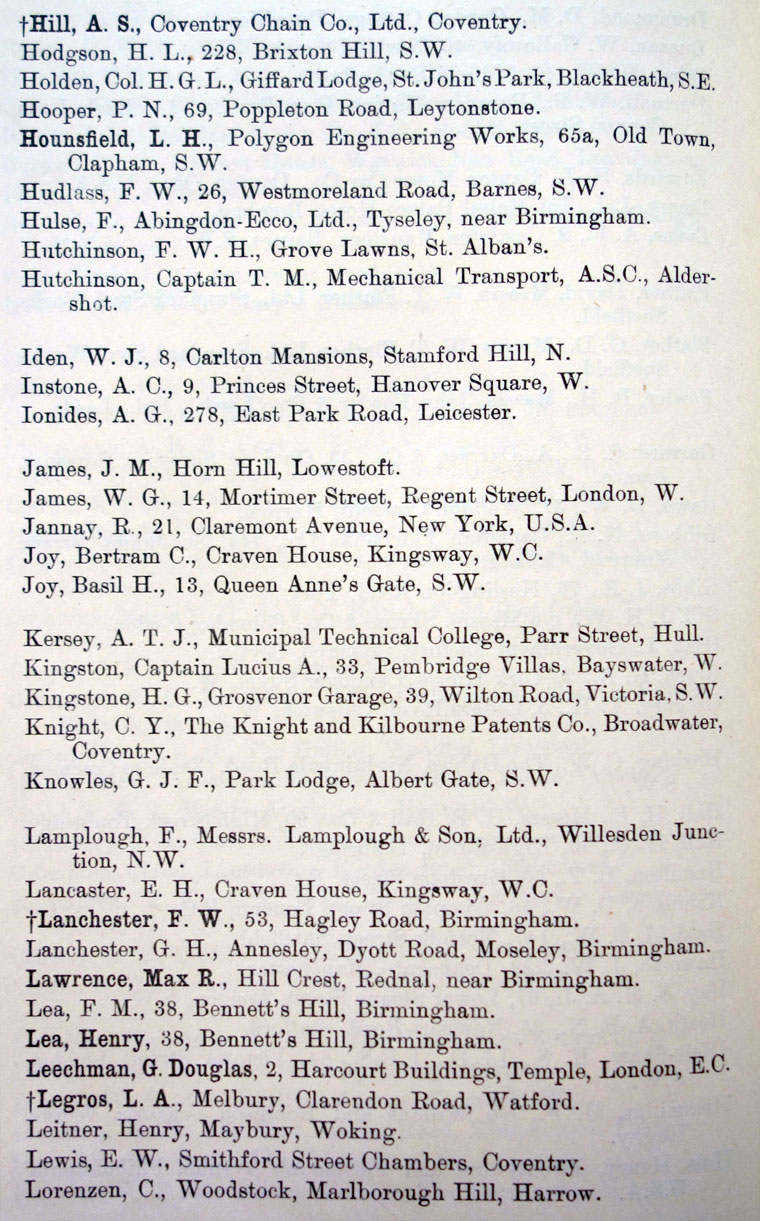 †Hill, A. S., Coventry Chain Co., Ltd., Coventry.
Hodgson, H. L., 228, Brixton Hill, S.W.
Holden, Col. H. G. L., Giffard Lodge, St. John's Park, Blackheath, S.E.
Hooper, P. N., 69, Poppleton Road, Leytonstone.
Hounsfield, L. H., Polygon Engineering Works, 65a, Old Town,
Clapham, S.W.
Hudlass, F. W., 26, Westmoreland Road, Barnes, S.W.
Hulse, F., Abingdon-Ecco, Ltd., Tyseley, near Birmingham.
Hutchinson, F. W. H., Grove Lawns, St. Alban's.
Hutchinson, Captain T. M., Mechanical Transport, A.S.C., Alder-
shot.
Iden, W. J., 8, Carlton Mansions, Stamford Hill, N.
Instone, A. C., 9, Princes Street, Hanover Square, W.
Ionides, A. G., 278, East Park Road, Leicester.
James, J. M., Horn Hill, Lowestoft.
James, W. G., 14, Mortimer Street, Regent Street, London, W.
Jannay, R., 21, Claremont Avenue, New York, U.S.A.
Joy, Bertram C., Craven House, Kingsway, W.C.
Joy, Basil H., 13, Queen Anne's Gate, S.W.
Kersey, A. T. J., Municipal Technical College, Parr Street, Hull.
Kingston, Captain Lucius A., 33, Pembridge Villas, Bayswater, W.
Kingstone, H. G., Grosvenor Garage, 39, Wilton Road, Victoria, S.W.
Knight, C. Y., The Knight and Kilbourne Patents Co., Broadwater,
Coventry.
Knowles, G. J. F., Park Lodge, Albert Gate, S.W.
Lamplough, F., Messrs. Lamplough & Son, Ltd., Willesden Junc-
tion, N.W.
Lancaster, E. H., Craven House, Kingsway, W.C.
†Lanchester, F. W., 53, Hagley Road, Birmingham.
Lanchester, G. H., Annesley, Dyott Road, Moseley, Birmingham.
Lawrence, Max R., Hill Crest, Rednal, near Birmingham.
Lea, F. M., 38, Bennett's Hill, Birmingham.
Lea, Henry, 38, Bennett's Hill, Birmingham.
Leechman, G. Douglas, 2, Harcourt Buildings, Temple, London, E.C.
†Legros, L. A., Melbury, Clarendon Road, Watford.
Leitner, Henry, Maybury, Woking.
Lewis, E. W., Smithford Street Chambers, Coventry.
Lorenzen, C., Woodstock, Marlborough Hill, Harrow.